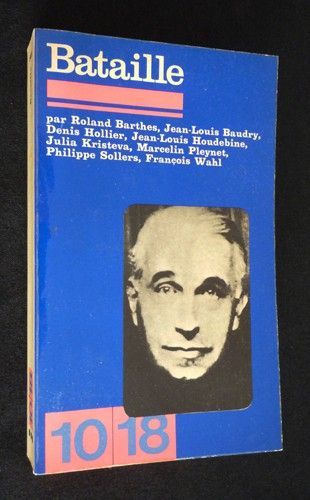 Bataille
par Roland Barthes, Jean-Louis Baudry,
Denis Hollier, Jean-Louis Houdebine,
Julia Kristeva, Marcelin Pleynet,
Philippe Sollers, François Wahl
10 18